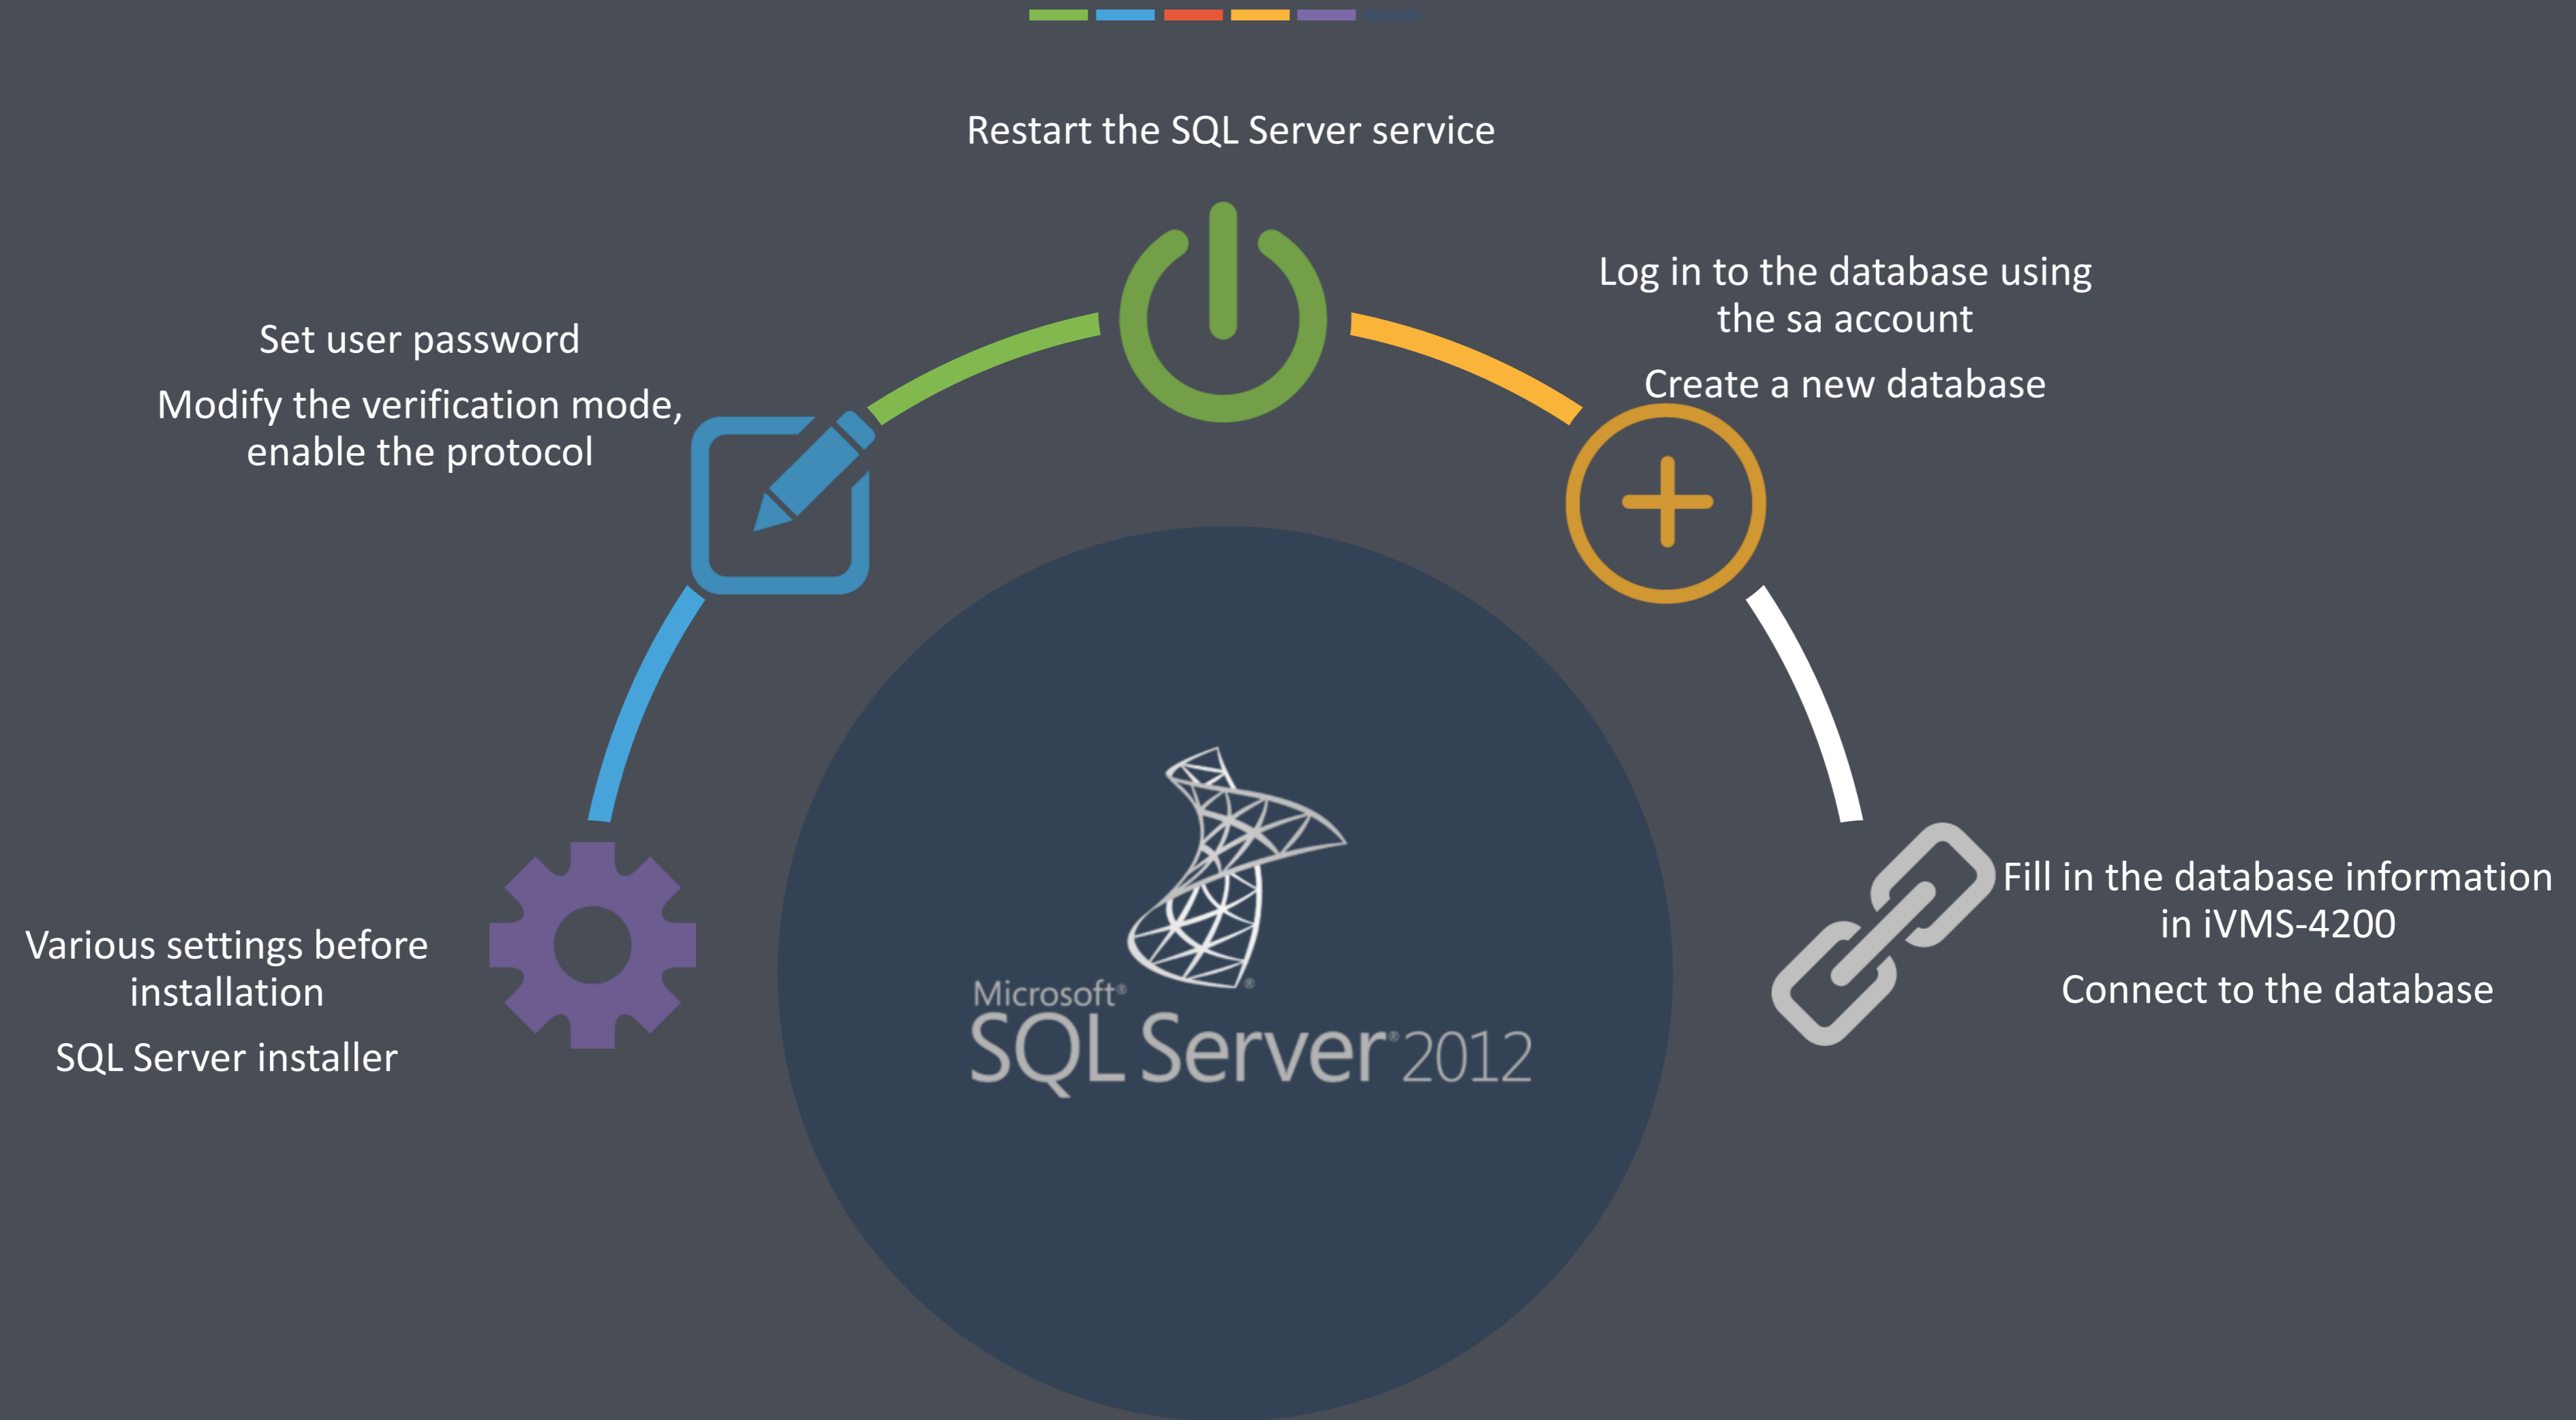 Restart the SQL Server service
Log in to the database using
the sa account
Create a new database
Set user password
Modify the verification mode,
enable the protocol
Various settings before
installation
SQL Server installer
Fill in the database information
in iVMS-4200
Connect to the database
Microsoft®
SQL Server® 2012